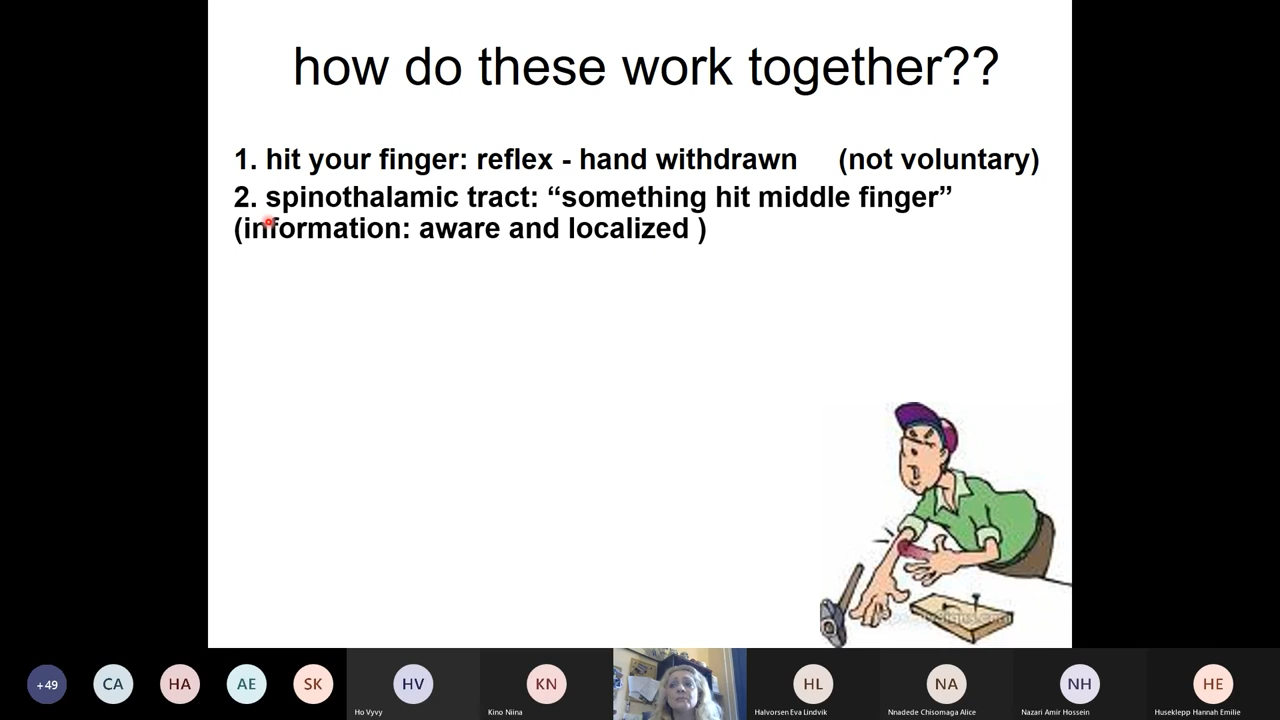 how do these work together??
1. hit your finger: reflex - hand withdrawn (not voluntary)
2. spinothalamic tract: “something hit middle finger”
(information: aware and localized )
+49
CA
HA
AE
SK
HV
KN
HL
NA
NH
HE
Ho Vyvy
Kino Niina
Halvorsen Eva Lindvik
Nnadede Chisomaga Alice
Nazari Amir Hossein
Huseklepp Hannah Emilie